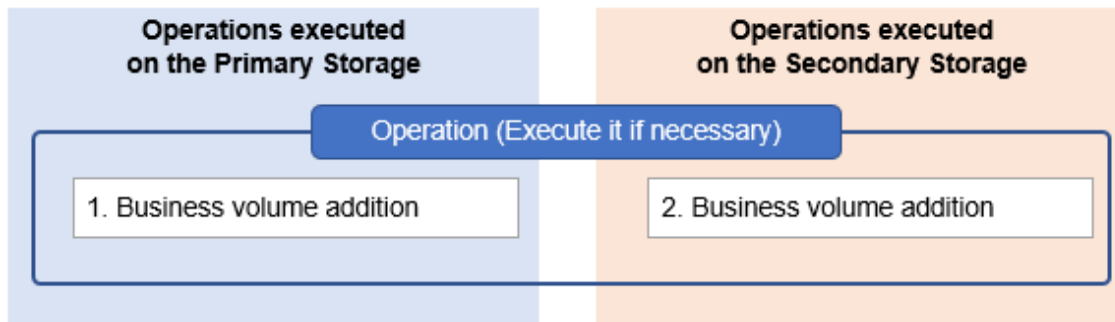 Operations executed
on the Primary Storage
Operations executed
on the Secondary Storage
Operation (Execute it if necessary)
1. Business volume addition
2. Business volume addition